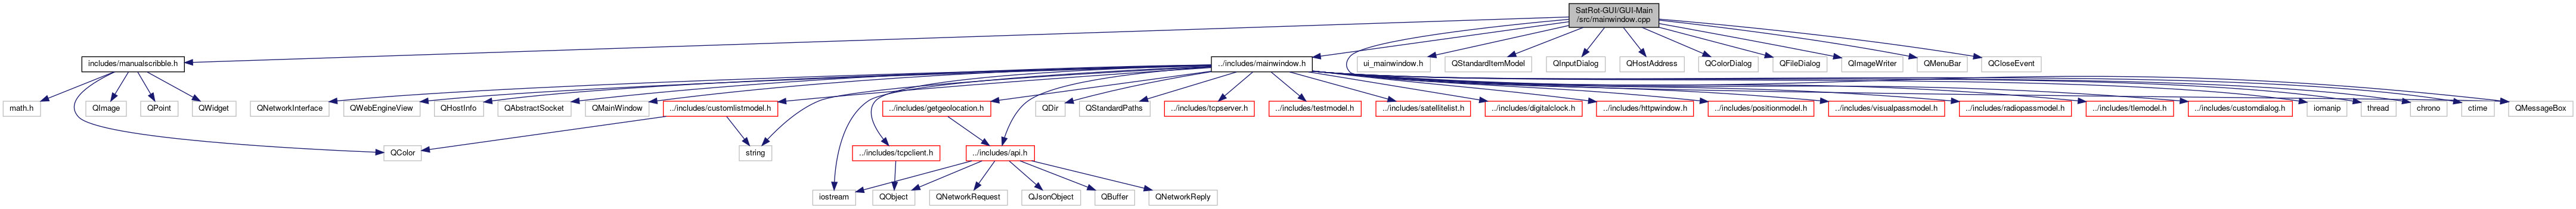 SatRot-GUI/GUI-Main
/src/mainwindow.cpp
includes/manualscribble.h
../includes/mainwindow.h
ui_mainwindow.h
QStandardItemModel
QInputDialog
QHostAddress
QColorDialog
QFileDialog
QImageWriter
QMenuBar
QCloseEvent
math.h
QImage
QPoint
QWidget
QNetworkInterface
QWebEngineView
QHostInfo
QAbstractSocket
QMainWindow
../includes/customlistmodel.h
../includes/getgeolocation.h
QDir
QStandardPaths
../includes/tcpserver.h
../includes/testmodel.h
../includes/satellitelist.h
../includes/digitalclock.h
../includes/httpwindow.h
../includes/positionmodel.h
../includes/visualpassmodel.h
../includes/radiopassmodel.h
../includes/tlemodel.h
../includes/customdialog.h
iomanip
thread
chrono
ctime
QMessageBox
QColor
string
../includes/tcpclient.h
../includes/api.h
iostream
QObject
QNetworkRequest
QJsonObject
QBuffer
QNetworkReply